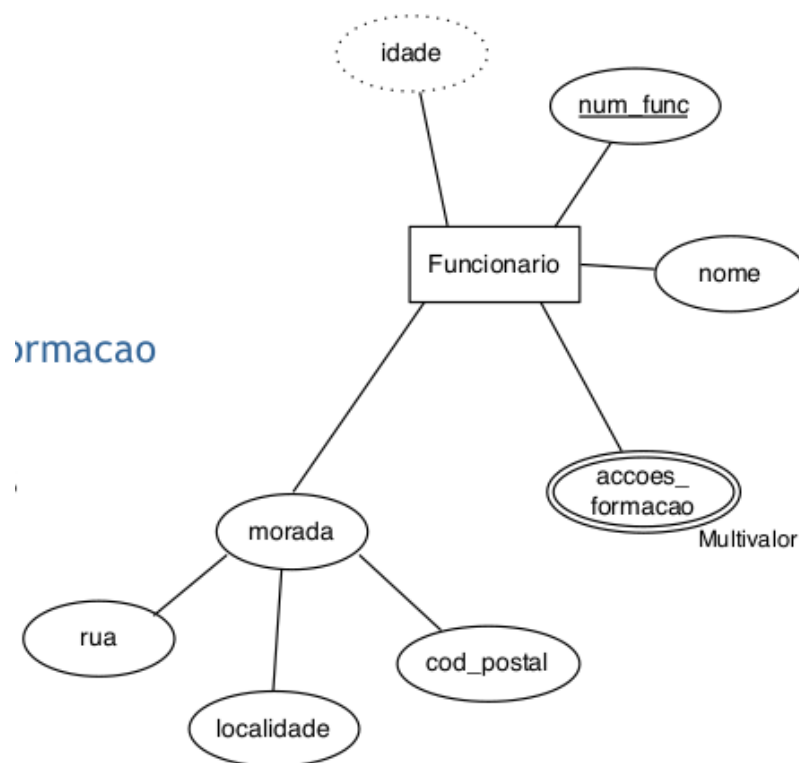 idade
num_func
Funcionario
nome
ormacao
accoes_
formacao
Multivalor
morada
rua
cod_postal
localidade